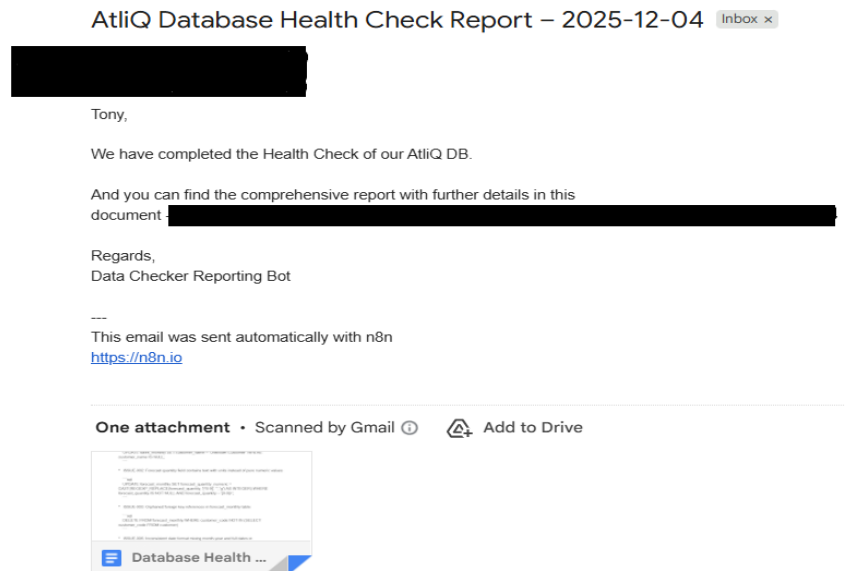 AtliQ Database Health Check Report – 2025-12-04 Inbox ×
Tony,
We have completed the Health Check of our AtliQ DB.
And you can find the comprehensive report with further details in this
document -
Regards,
Data Checker Reporting Bot
---
This email was sent automatically with n8n
https://n8n.io
One attachment • Scanned by Gmail Add to Drive
Database Health ...